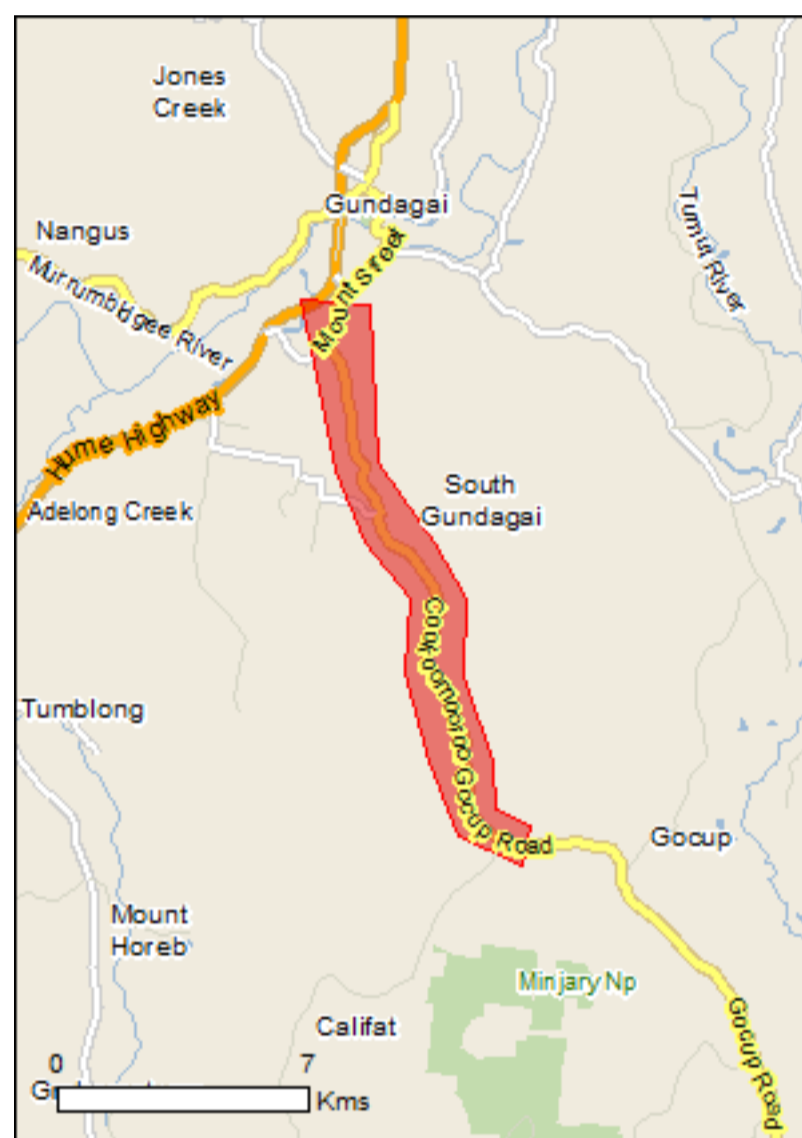 Jones
Creek
Gundagai
Nangus
Tumut River
Mount Street
Murrumbidgee River
Hume Highway
South
Gundagai
Adelong Creek
Gocup Road
Tumblong
Gocup
Mount
Horeb
Minjary Np
Gocup Road
Califat
0
7
Kms